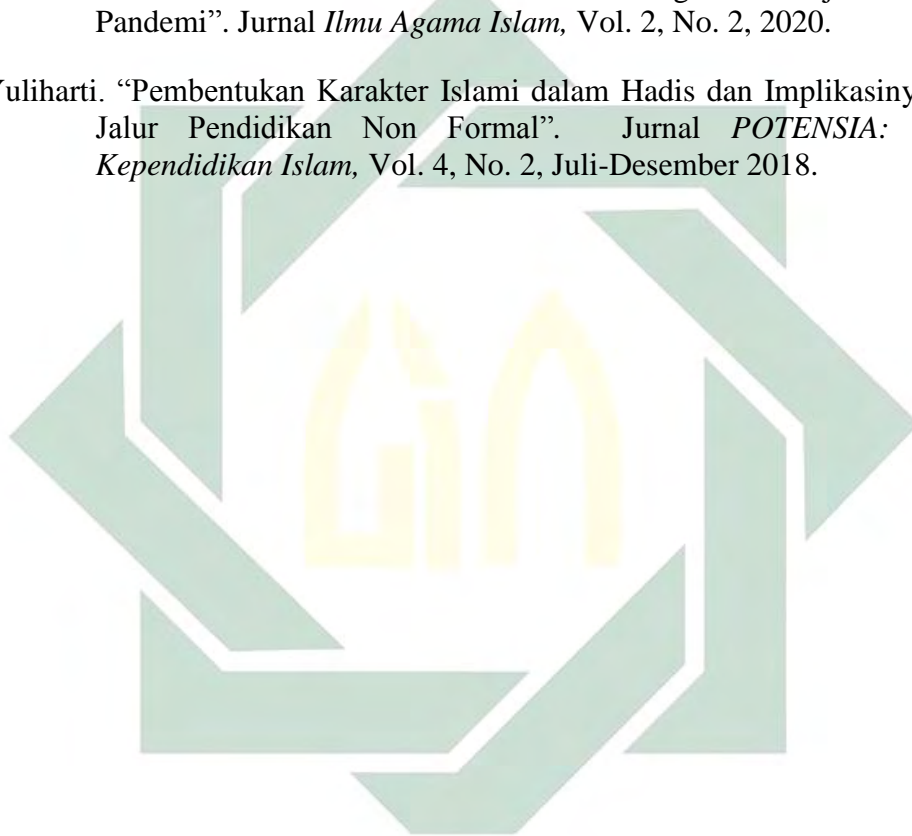 Pandemi”. Jurnal Ilmu Agama Islam, Vol. 2, No. 2, 2020.
Yuliharti. “Pembentukan Karakter Islami dalam Hadis dan Implikasiny
Jalur Pendidikan Non Formal”. Jurnal POTENSIA:
Kependidikan Islam, Vol. 4, No. 2, Juli-Desember 2018.
uin